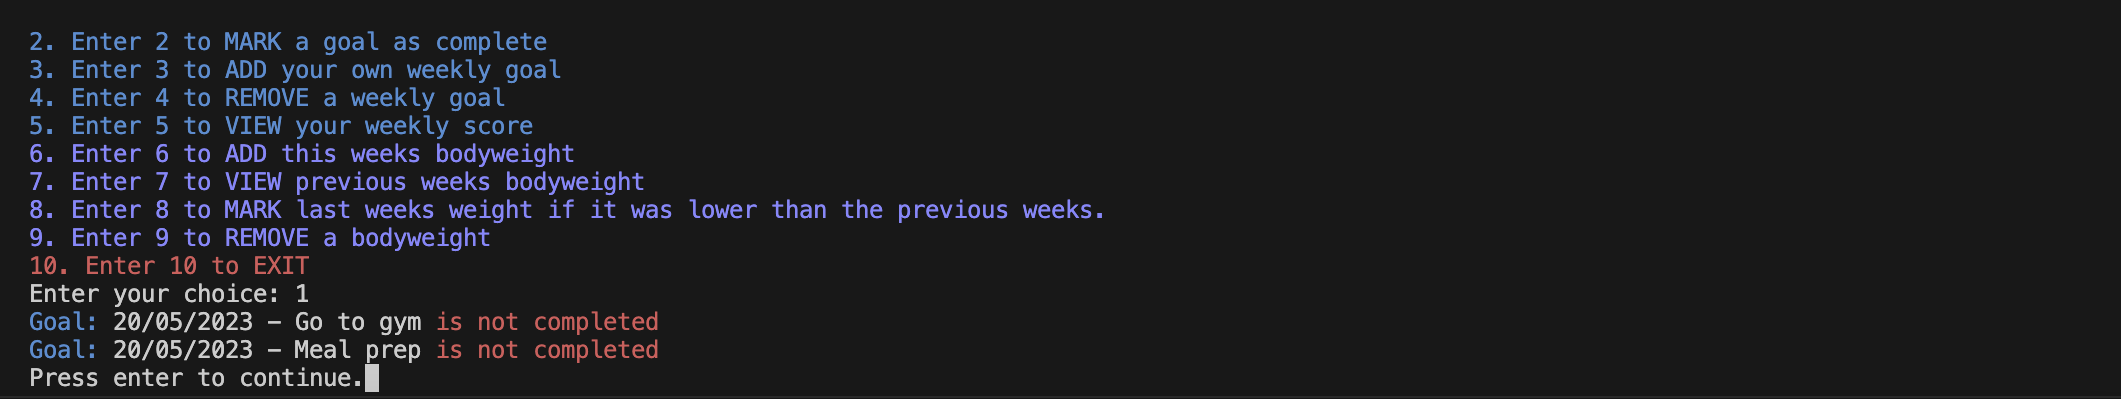 2. Enter 2 to MARK a goal as complete
3. Enter 3 to ADD your own weekly goal
4. Enter 4 to REMOVE a weekly goal
5. Enter 5 to VIEW your weekly score
6. Enter 6 to ADD this weeks bodyweight
7. Enter 7 to VIEW previous weeks bodyweight
8. Enter 8 to MARK last weeks weight if it was lower than the previous weeks.
9. Enter 9 to REMOVE a bodyweight
10. Enter 10 to EXIT
Enter your choice: 1
Goal: 20/05/2023 – Go to gym is not completed
Goal: 20/05/2023 – Meal prep is not completed
Press enter to continue.